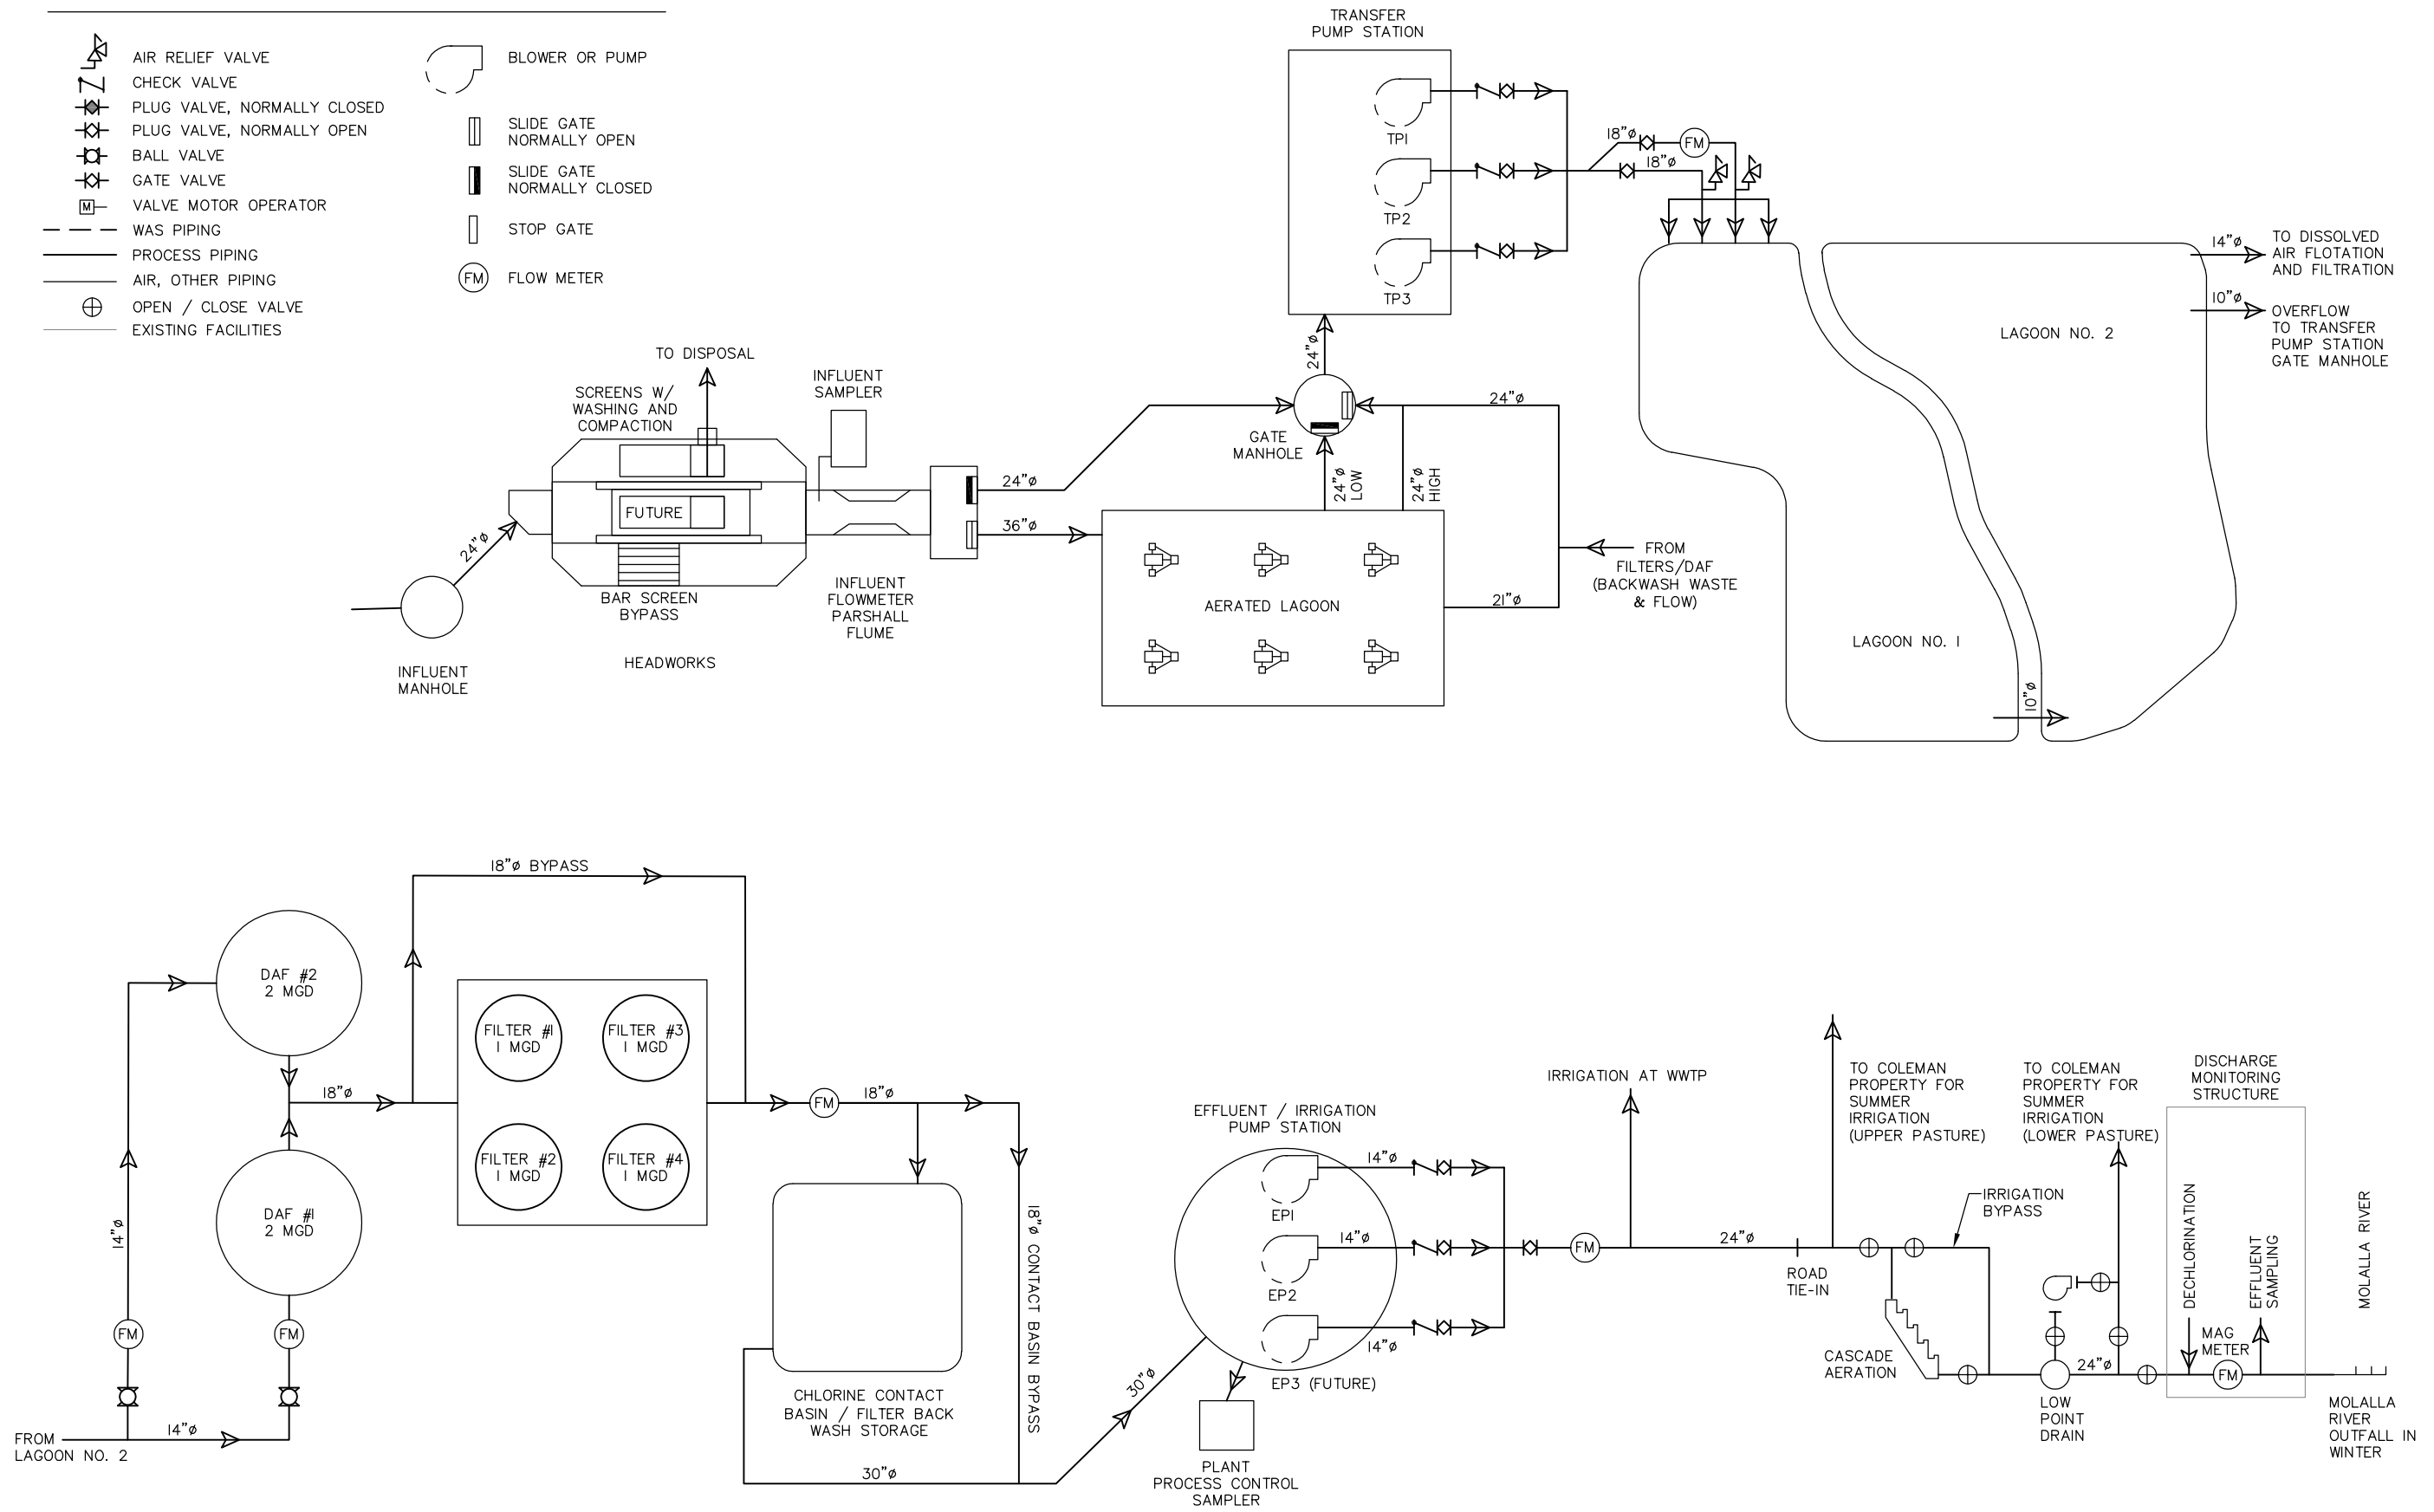 AIR RELIEF VALVE
CHECK VALVE
PLUG VALVE, NORMALLY CLOSED
PLUG VALVE, NORMALLY OPEN
BALL VALVE
GATE VALVE
M
VALVE MOTOR OPERATOR
WAS PIPING
PROCESS PIPING
AIR, OTHER PIPING
OPEN / CLOSE VALVE
EXISTING FACILITIES
BLOWER OR PUMP
SLIDE GATE
NORMALLY OPEN
SLIDE GATE
NORMALLY CLOSED
STOP GATE
FM
FLOW METER
TRANSFER
PUMP STATION
TP1
TP2
TP3
18"ø
FM
18"ø
24"ø
LAGOON NO. 2
14"ø
TO DISSOLVED
AIR FLOTATION
AND FILTRATION
10"ø
OVERFLOW
TO TRANSFER
PUMP STATION
GATE MANHOLE
LAGOON NO. 1
10"ø
TO DISPOSAL
SCREENS W/
WASHING AND
COMPACTION
INFLUENT
SAMPLER
FUTURE
24"ø
BAR SCREEN
BYPASS
INFLUENT
FLOWMETER
PARSHALL
FLUME
HEADWORKS
INFLUENT
MANHOLE
24"ø
36"ø
GATE
MANHOLE
24"ø
24"ø
LOW
24"ø
HIGH
AERATED LAGOON
21"ø
FROM
FILTERS/DAF
(BACKWASH WASTE
& FLOW)
18"ø BYPASS
DAF #2
2 MGD
18"ø
DAF #1
2 MGD
14"ø
FM
FM
FROM
LAGOON NO. 2
14"ø
FILTER #1
1 MGD
FILTER #3
1 MGD
FILTER #2
1 MGD
FILTER #4
1 MGD
FM
18"ø
18"ø CONTACT BASIN BYPASS
CHLORINE CONTACT
BASIN / FILTER BACK
WASH STORAGE
30"ø
30"ø
EFFLUENT / IRRIGATION
PUMP STATION
EP1
EP2
EP3 (FUTURE)
14"ø
14"ø
14"ø
PLANT
PROCESS CONTROL
SAMPLER
FM
IRRIGATION AT WWTP
24"ø
ROAD
TIE-IN
TO COLEMAN
PROPERTY FOR
SUMMER
IRRIGATION
(UPPER PASTURE)
IRRIGATION
BYPASS
CASCADE
AERATION
TO COLEMAN
PROPERTY FOR
SUMMER
IRRIGATION
(LOWER PASTURE)
LOW
POINT
DRAIN
24"ø
DISCHARGE
MONITORING
STRUCTURE
DECHLORINATION
MAG
METER
FM
EFFLUENT
SAMPLING
MOLALLA RIVER
MOLALLA
RIVER
OUTFALL IN
WINTER